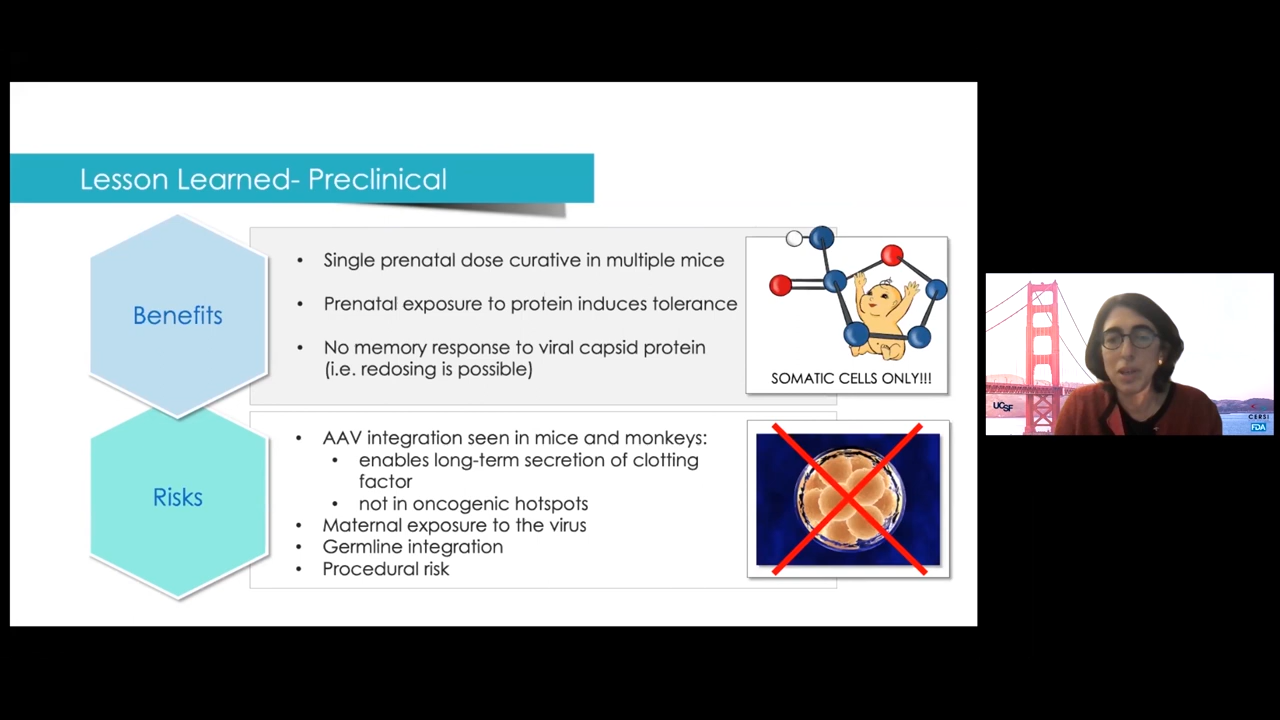 Lesson Learned- Preclinical
Benefits
• Single prenatal dose curative in multiple mice
• Prenatal exposure to protein induces tolerance
• No memory response to viral capsid protein
(i.e. redosing is possible)
SOMATIC CELLS ONLY!!!
Risks
• AAV integration seen in mice and monkeys:
• enables long-term secretion of clotting
factor
• not in oncogenic hotspots
• Maternal exposure to the virus
• Germline integration
• Procedural risk
UCSF
CERSI
FDA